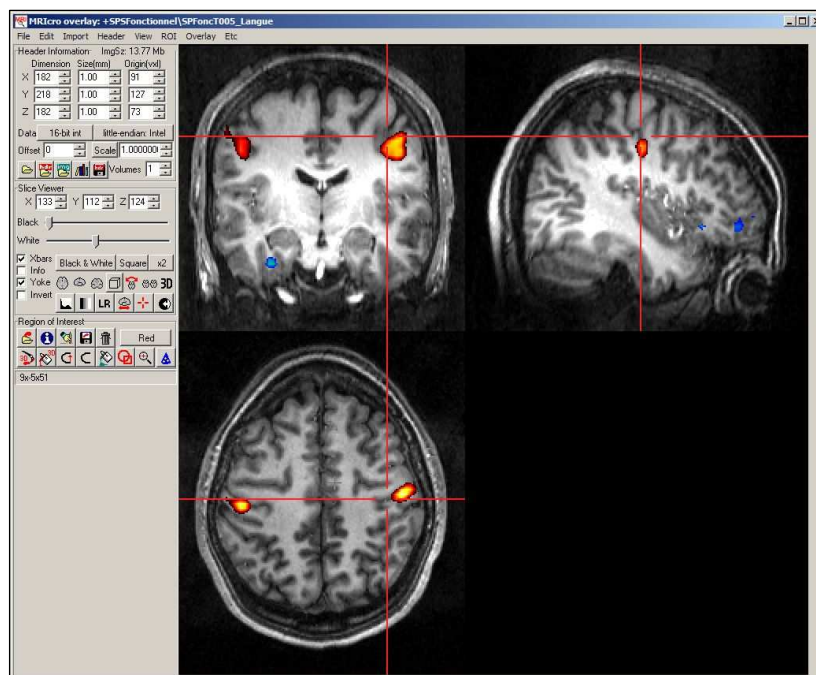 MRIcro overlay: +SPSFonctionnel\SPFoncT005_Langue
File Edit Import Header View ROI Overlay Etc
Header Information: ImgSz: 13.77 Mb
Dimension Size(mm) Origin(vxl)
X 182 1.00 91
Y 218 1.00 127
Z 182 1.00 73
Data 16-bit int little-endian: Intel
Offset 0 Scale 1.000000
Volumes 1
Slice Viewer
X 133 Y 112 Z 124
Black
White
Xbars Black & White Square x2
Info
Yoke 3D
Invert LR
Region of Interest
Red
3D 3D
9x-5x51